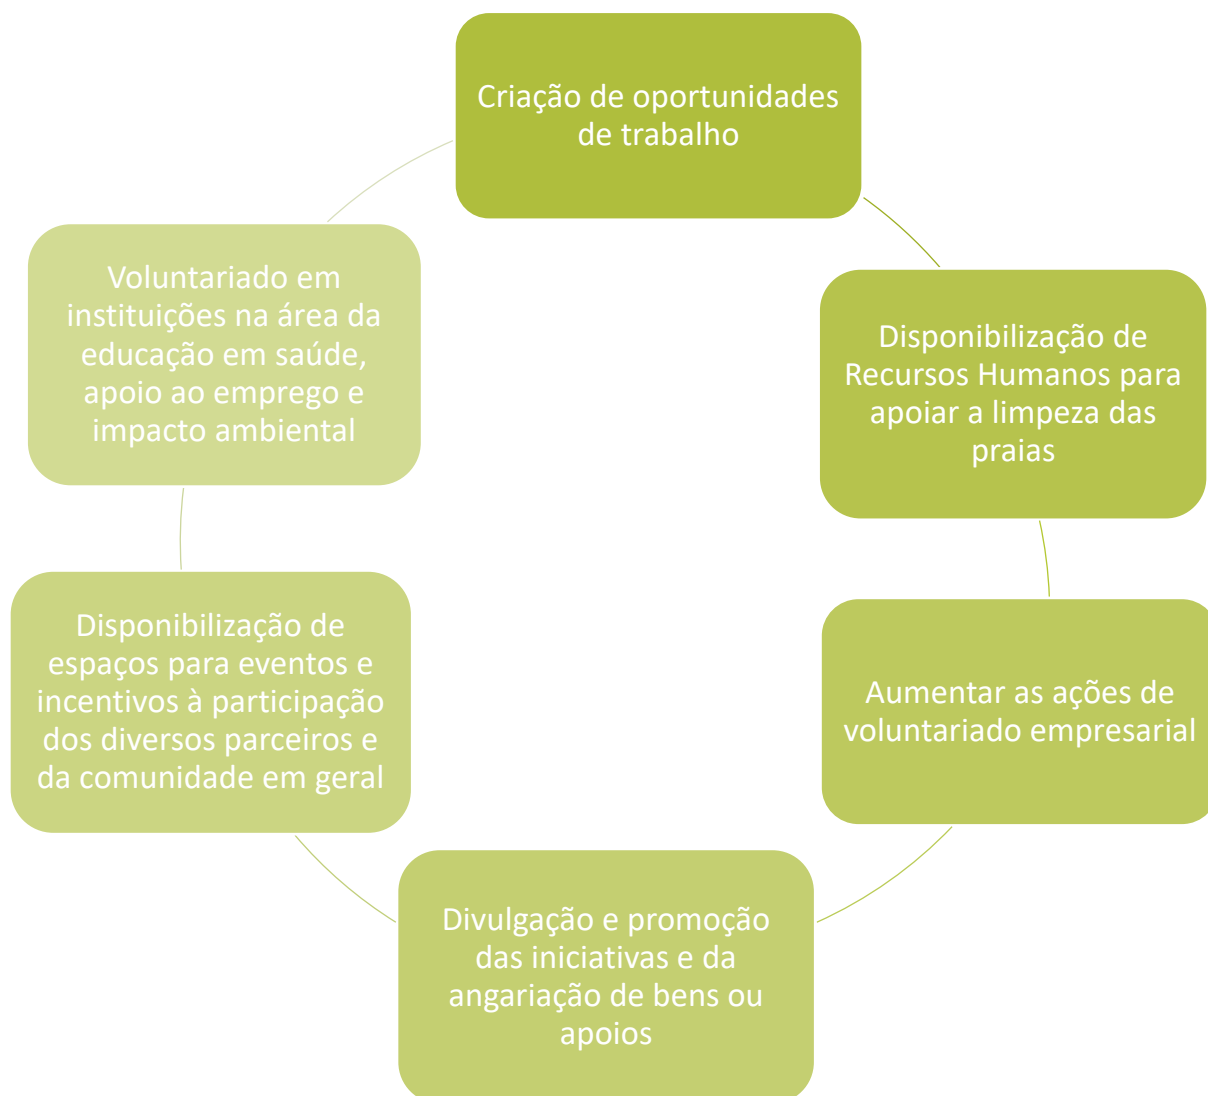 Criação de oportunidades
de trabalho
Disponibilização de
Recursos Humanos para
apoiar a limpeza das
praias
Aumentar as ações de
voluntariado empresarial
Divulgação e promoção
das iniciativas e da
angariação de bens ou
apoios
Disponibilização de
espaços para eventos e
incentivos à participação
dos diversos parceiros e
da comunidade em geral
Voluntariado em
instituições na área da
educação em saúde,
apoio ao emprego e
impacto ambiental